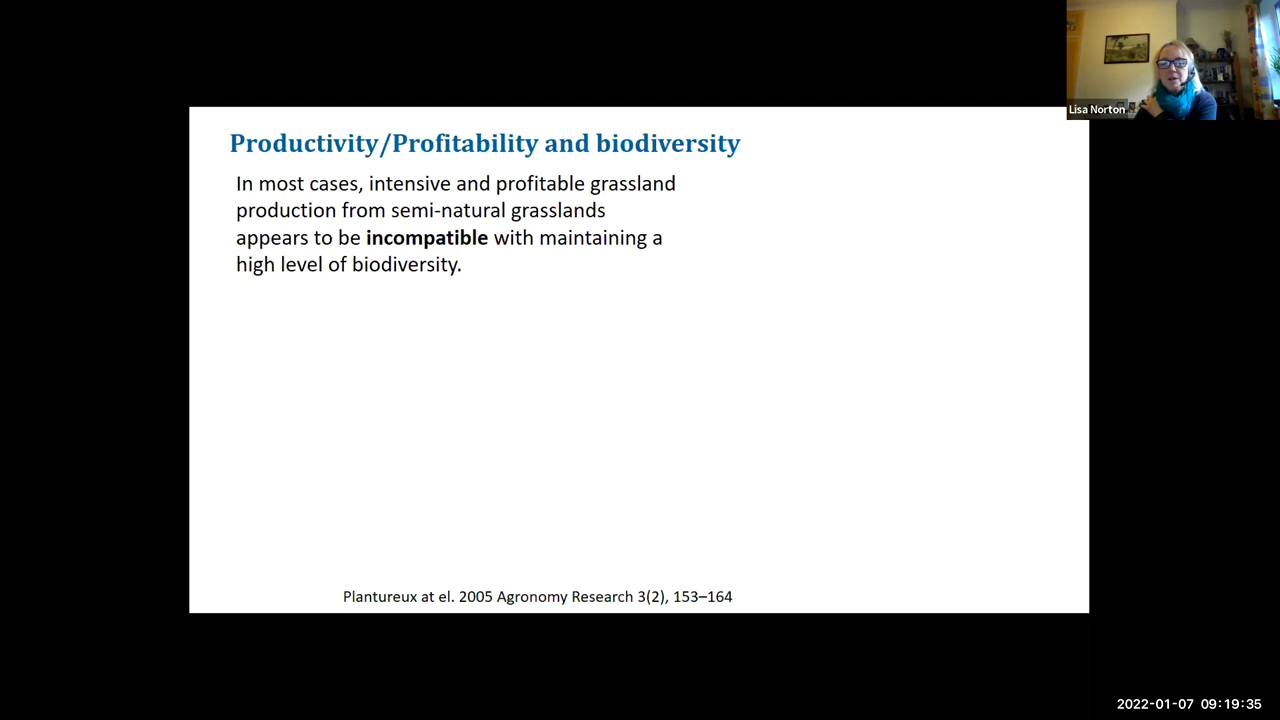 Lisa Norton
Productivity/Profitability and biodiversity
In most cases, intensive and profitable grassland
production from semi-natural grasslands
appears to be incompatible with maintaining a
high level of biodiversity.
Plantureux at el. 2005 Agronomy Research 3(2), 153–164
2022-01-07 09:19:35